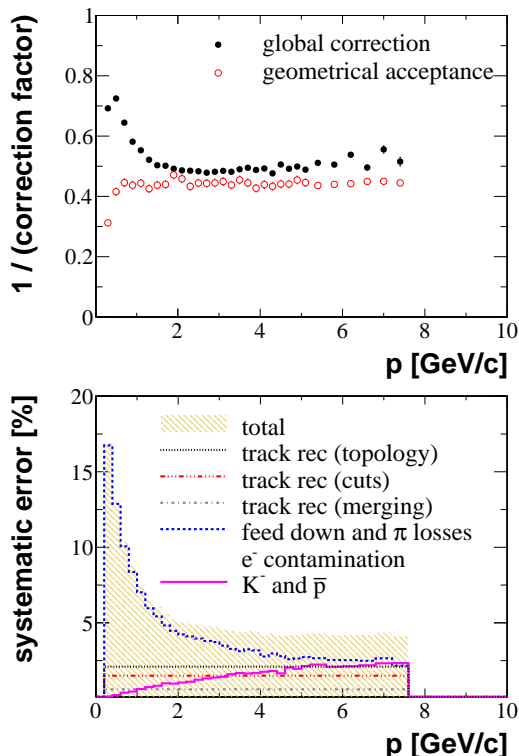 1 / (correction factor)
1
0.8
0.6
0.4
0.2
0
global correction
geometrical acceptance
0 2 4 6 8 10
p [GeV/c]
systematic error [%]
20
15
10
5
0
total
track rec (topology)
track rec (cuts)
track rec (merging)
feed down and π losses
e⁻ contamination
K⁻ and p̅
0 2 4 6 8 10
p [GeV/c]